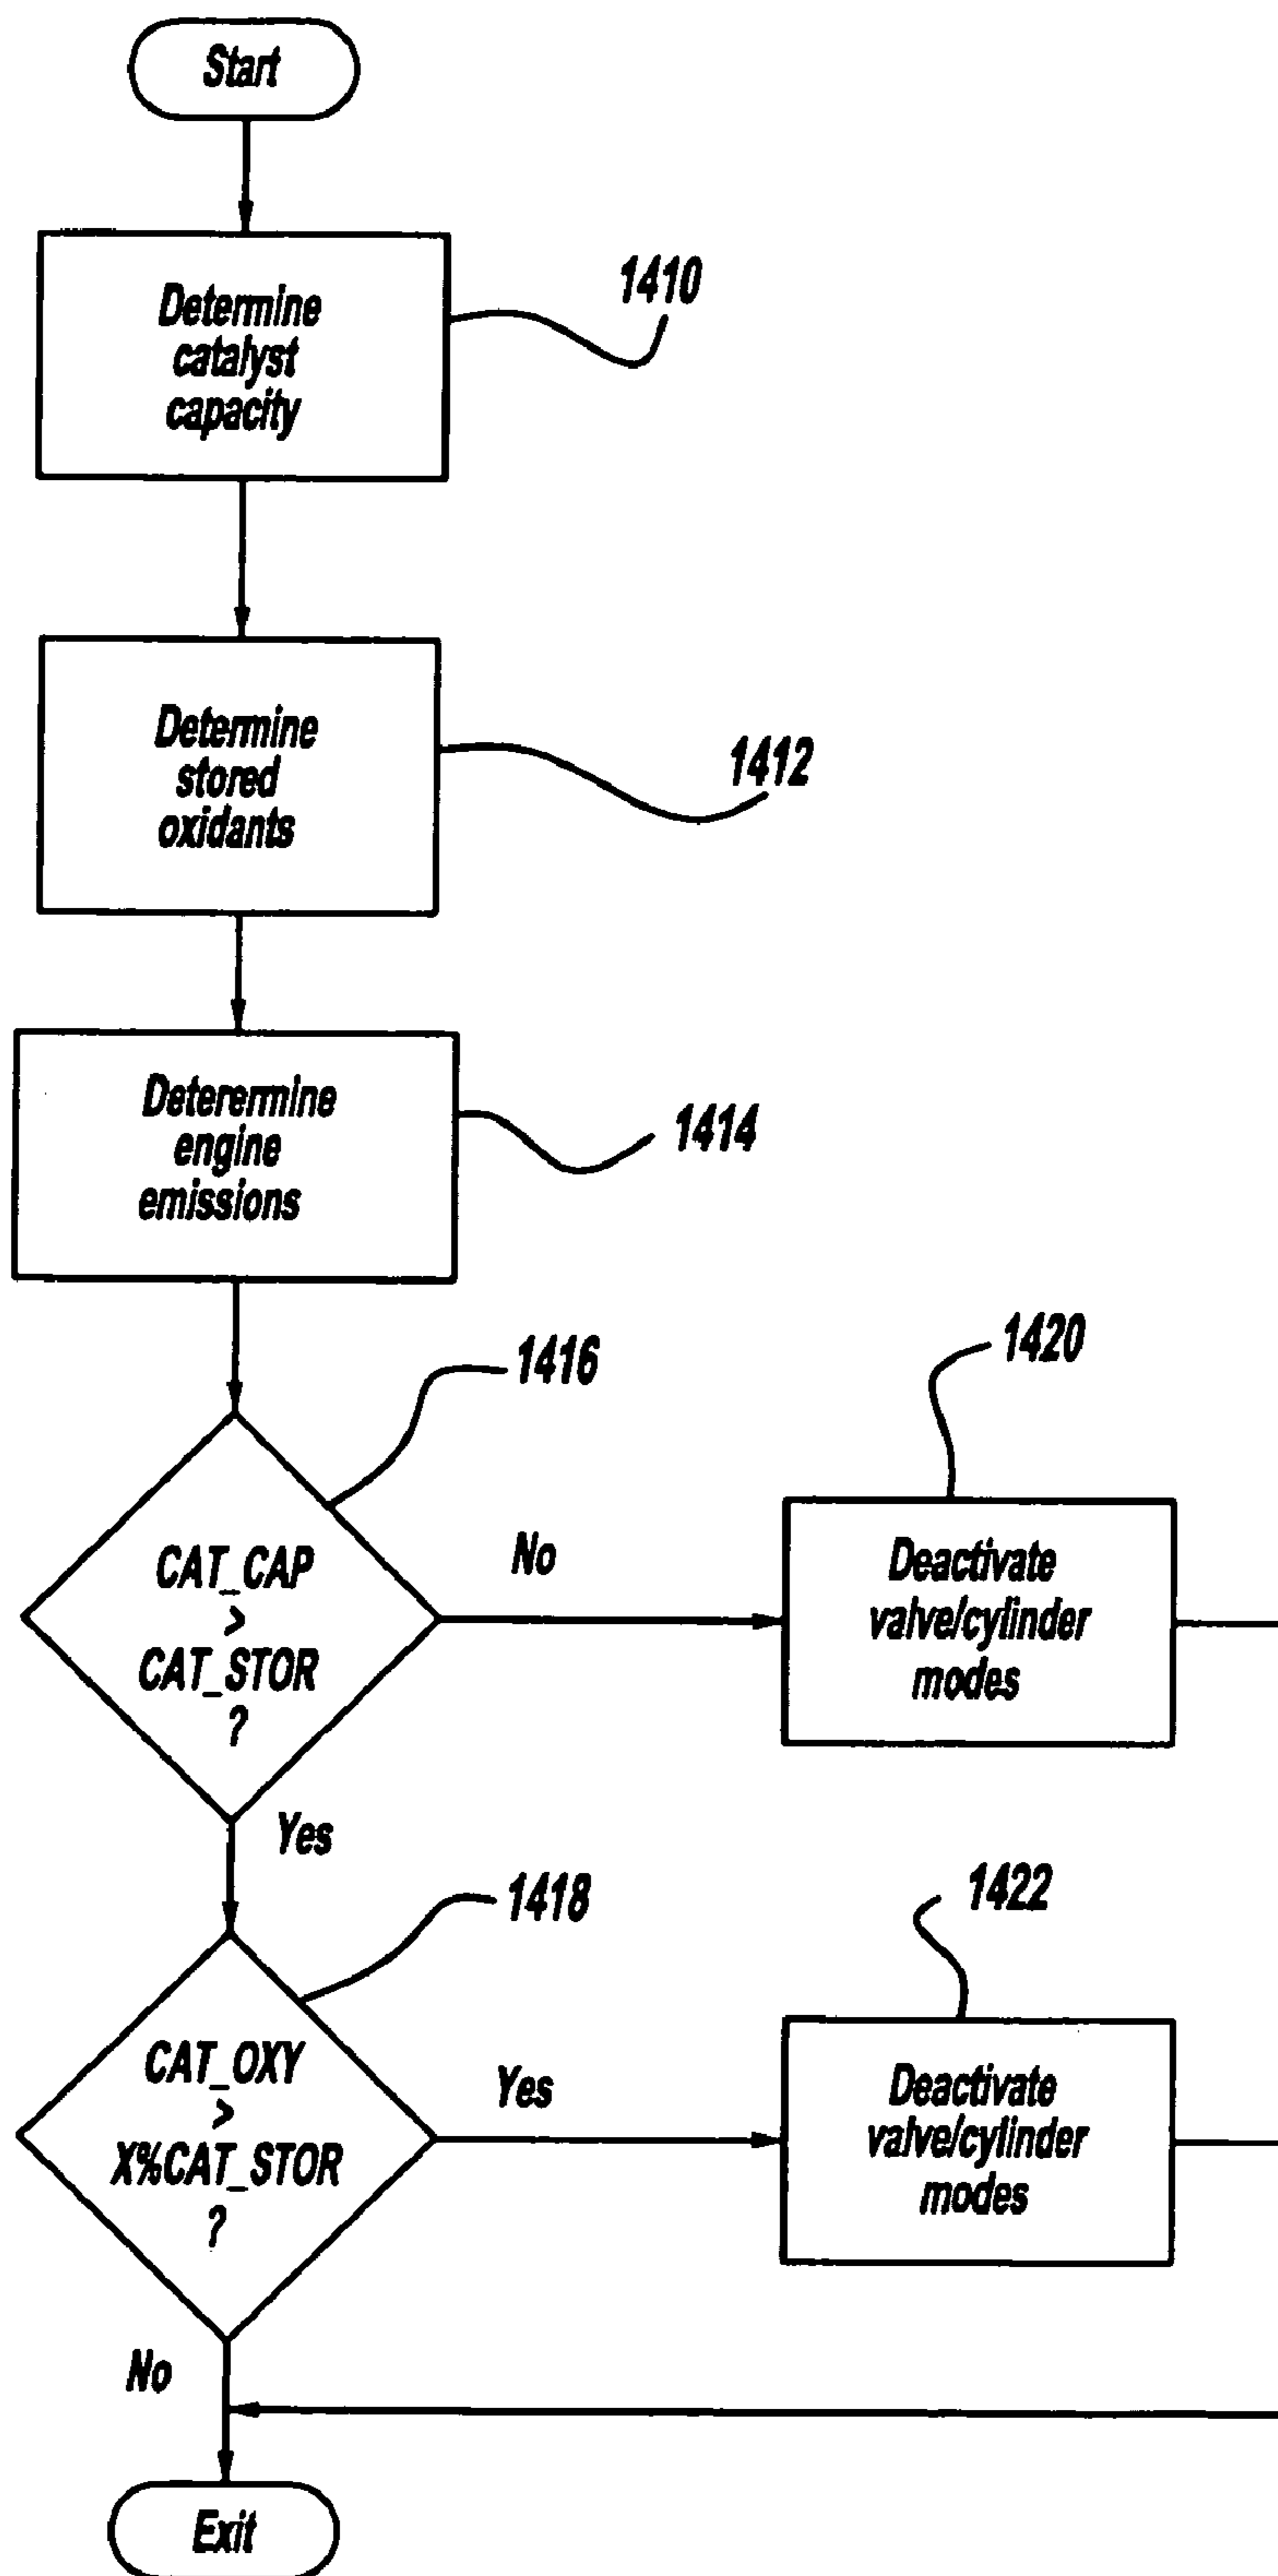 Start
Determine
catalyst
capacity
1410
Determine
stored
oxidants
1412
Deterermine
engine
emissions
1414
1416
CAT_CAP
>
CAT_STOR
?
No
1420
Deactivate
valve/cylinder
modes
Yes
1418
CAT_OXY
>
X%CAT_STOR
?
Yes
1422
Deactivate
valve/cylinder
modes
No
Exit